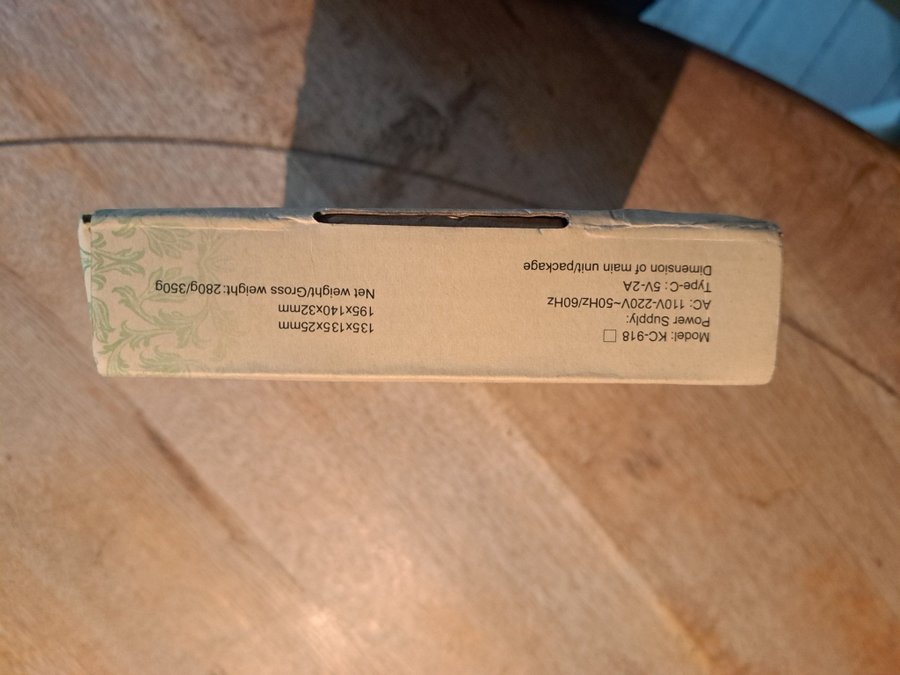 Model: KC-918 □
Power Supply:
AC: 110V-220V~50Hz/60Hz
Type-C : 5V-2A
Dimension of main unit/package
135x135x25mm
195x140x32mm
Net weight/Gross weight:280g/350g